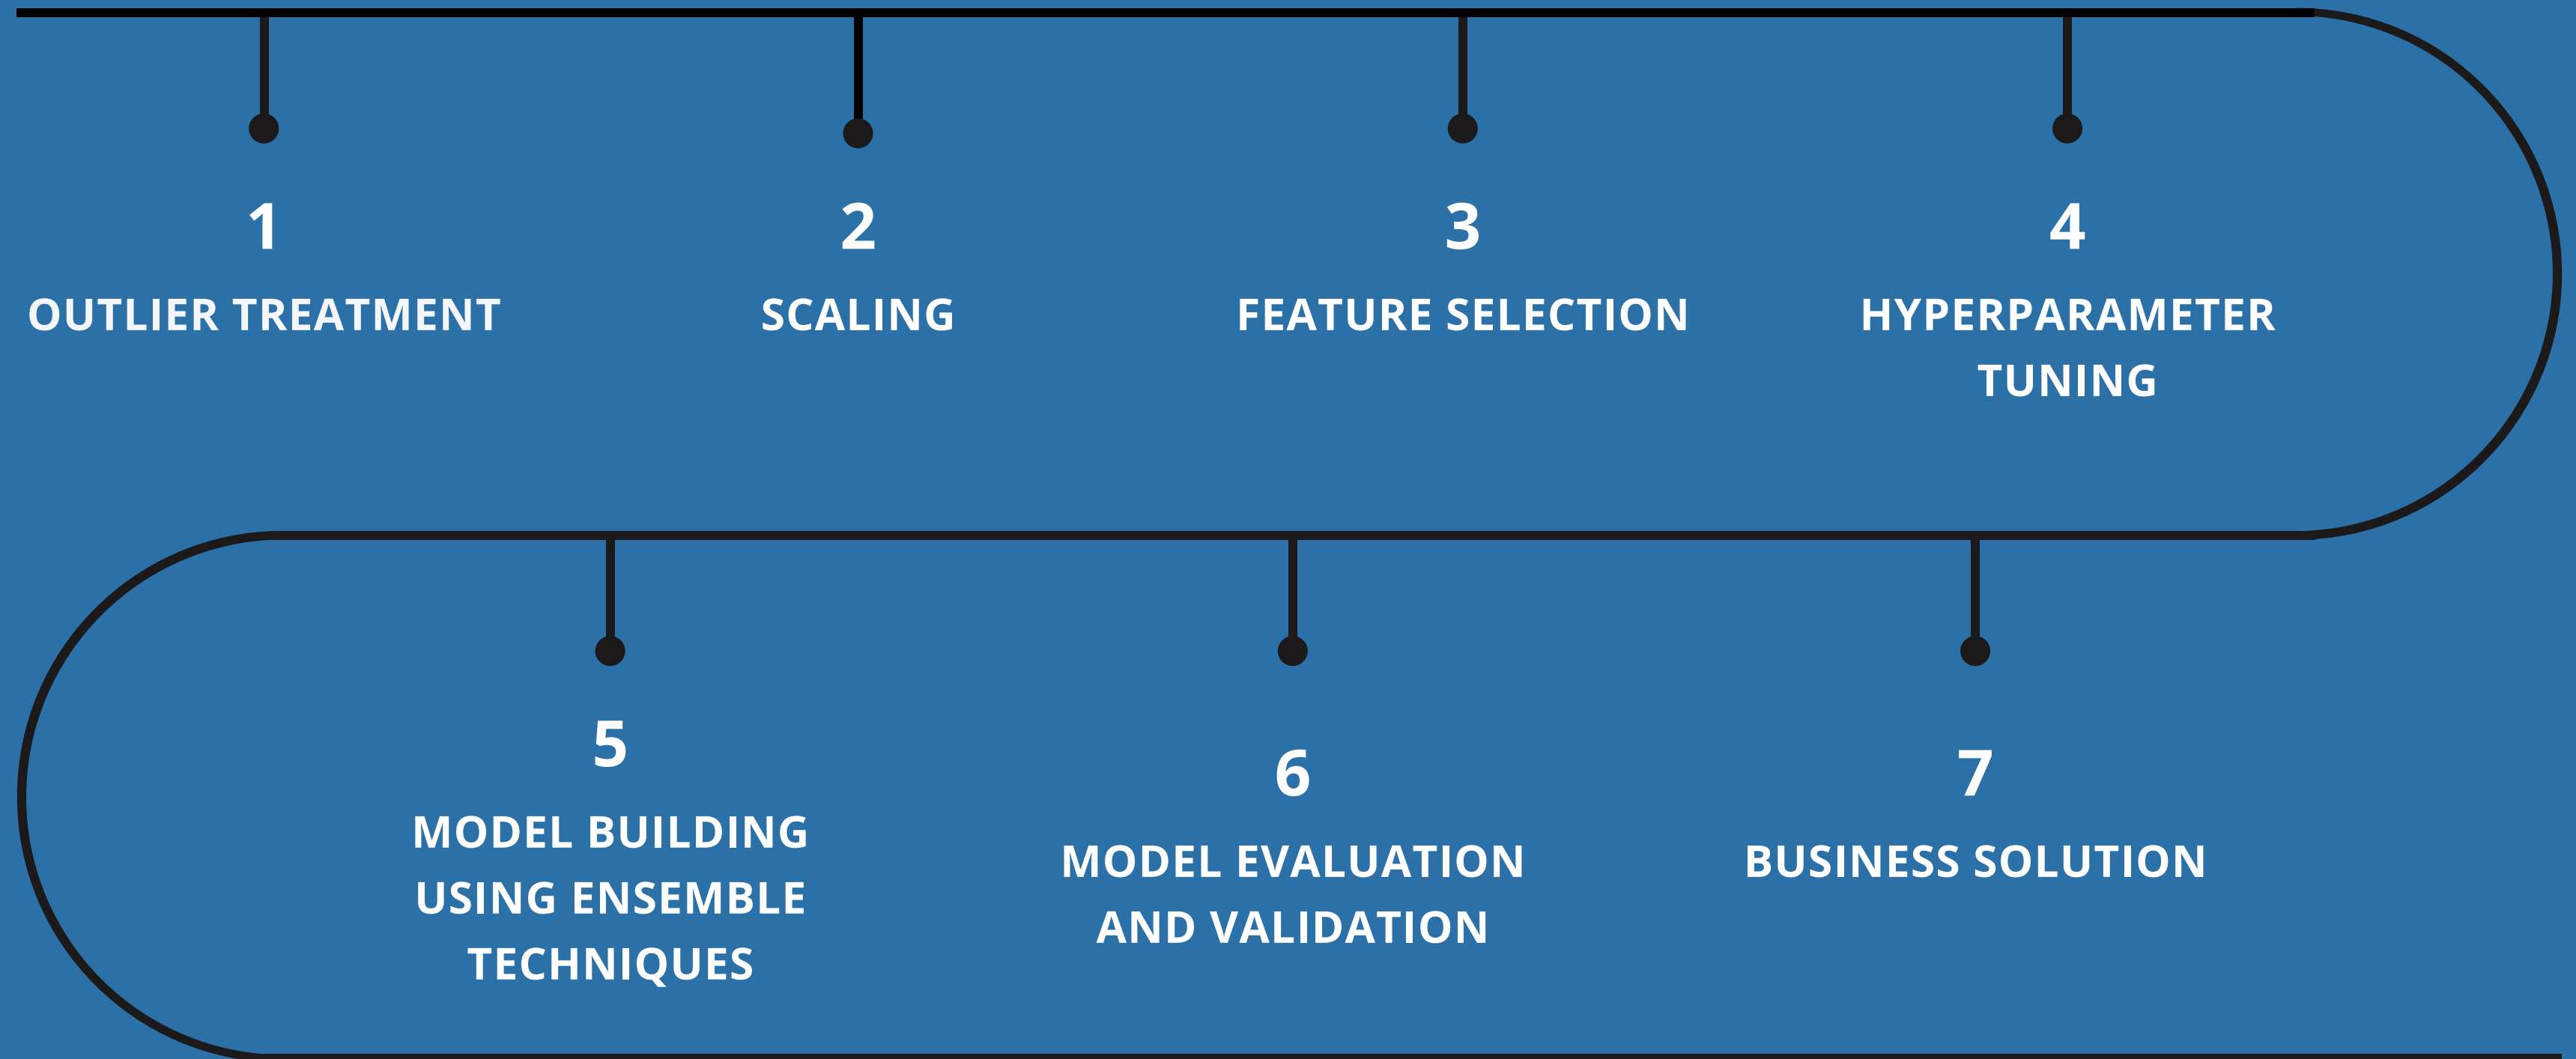 1
OUTLIER TREATMENT
2
SCALING
3
FEATURE SELECTION
4
HYPERPARAMETER
TUNING
5
MODEL BUILDING
USING ENSEMBLE
TECHNIQUES
6
MODEL EVALUATION
AND VALIDATION
7
BUSINESS SOLUTION